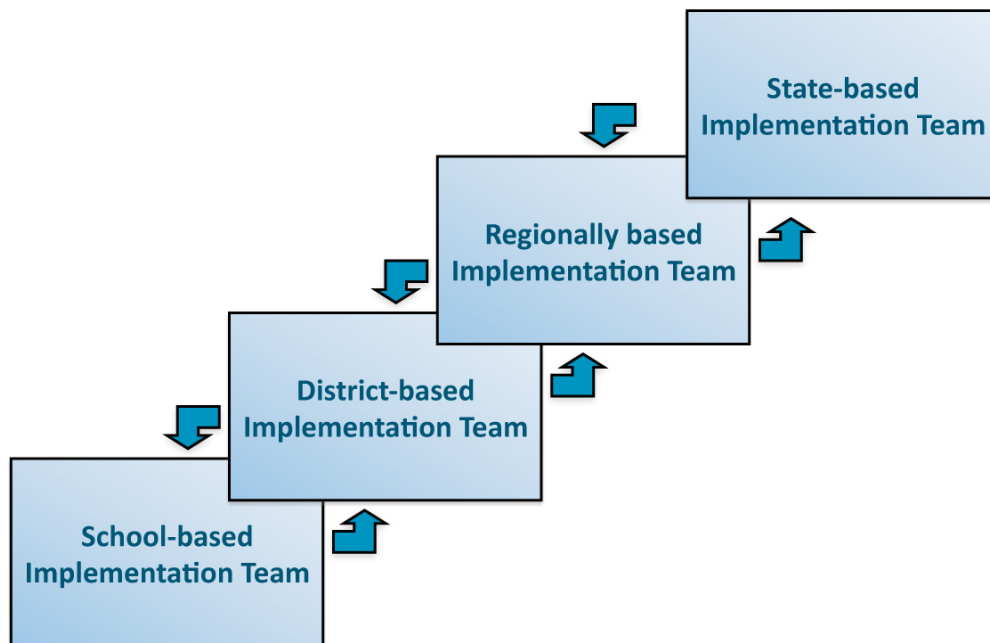 State-based
Implementation Team
Regionally based
Implementation Team
District-based
Implementation Team
School-based
Implementation Team